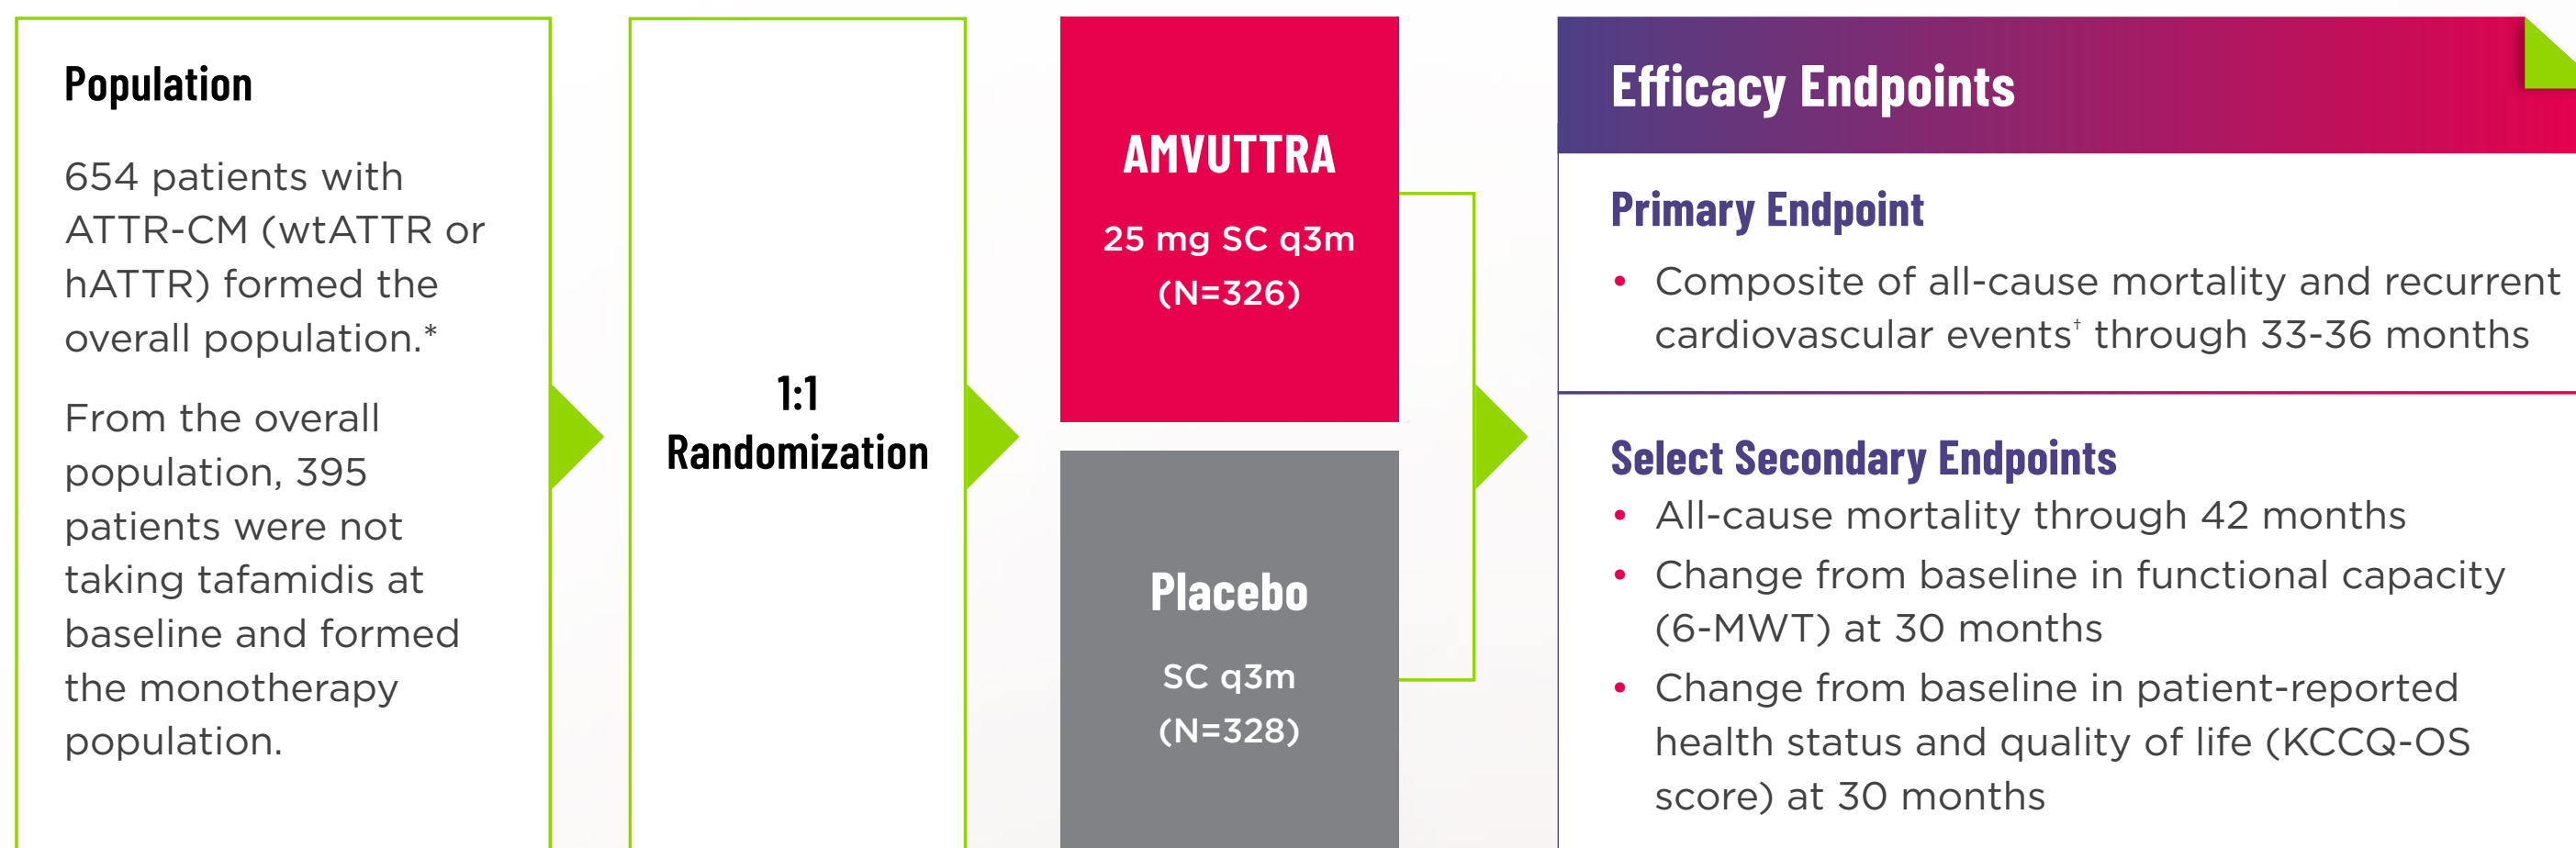 Population
654 patients with
ATTR-CM (wtATTR or
hATTR) formed the
overall population.*
From the overall
population, 395
patients were not
taking tafamidis at
baseline and formed
the monotherapy
population.
1:1
Randomization
AMVUTTRA
25 mg SC q3m
(N=326)
Placebo
SC q3m
(N=328)
Efficacy Endpoints
Primary Endpoint
• Composite of all-cause mortality and recurrent
cardiovascular events† through 33-36 months
Select Secondary Endpoints
• All-cause mortality through 42 months
• Change from baseline in functional capacity
(6-MWT) at 30 months
• Change from baseline in patient-reported
health status and quality of life (KCCQ-OS
score) at 30 months